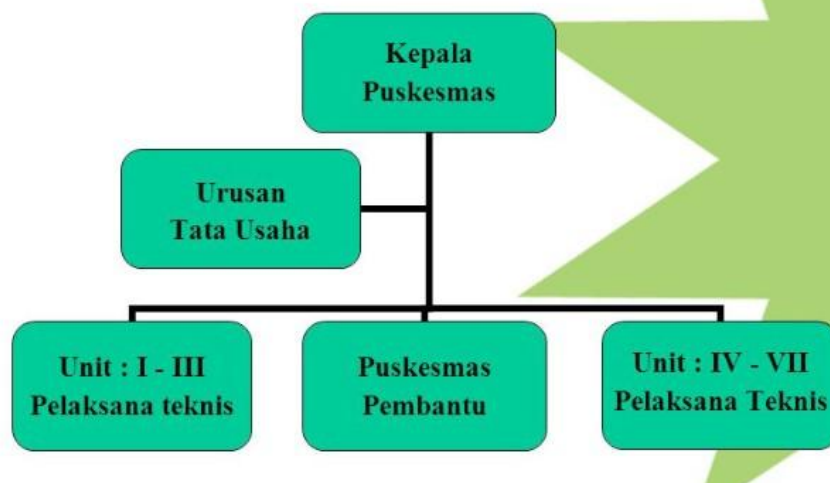 Kepala
Puskesmas
Urusan
Tata Usaha
Unit : I - III
Pelaksana teknis
Puskesmas
Pembantu
Unit : IV - VII
Pelaksana Teknis